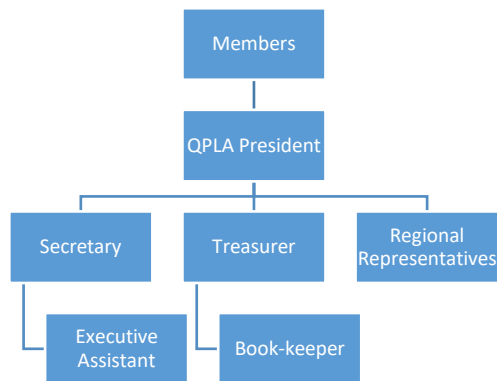 Members
QPLA President
Secretary
Treasurer
Regional
Representatives
Executive
Assistant
Book-keeper